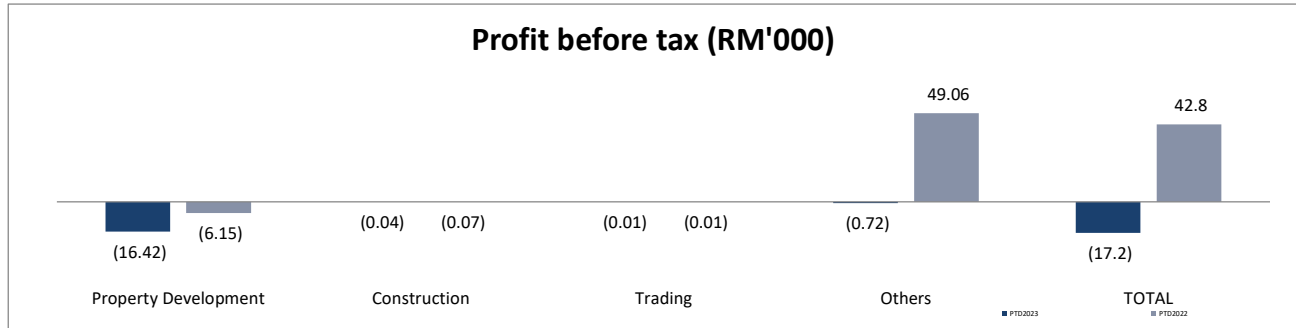 Profit before tax (RM'000)
49.06
42.8
(16.42)
(6.15)
(0.04)
(0.07)
(0.01)
(0.01)
(0.72)
(17.2)
Property Development
Construction
Trading
Others
TOTAL
PTD2023
PTD2022